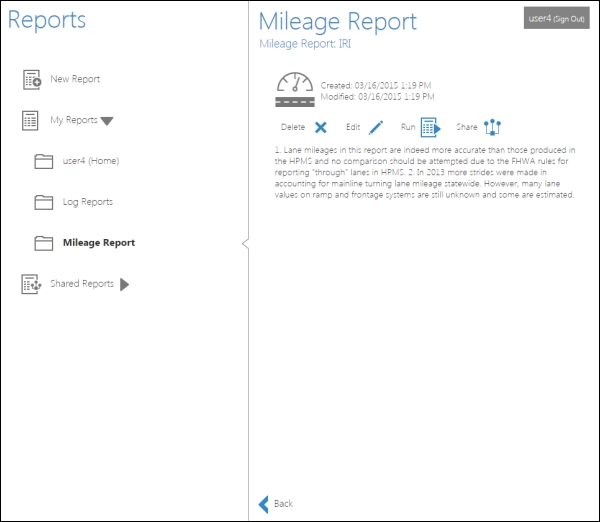 Reports
New Report
My Reports
user4 (Home)
Log Reports
Mileage Report
Shared Reports
Mileage Report
user4 (Sign Out)
Mileage Report: IRI
Created: 03/16/2015 1:19 PM
Modified: 03/16/2015 1:19 PM
Delete Edit Run Share
1. Lane mileages in this report are indeed more accurate than those produced in
the HPMS and no comparison should be attempted due to the FHWA rules for
reporting "through" lanes in HPMS. 2. In 2013 more strides were made in
accounting for mainline turning lane mileage statewide. However, many lane
values on ramp and frontage systems are still unknown and some are estimated.
Back